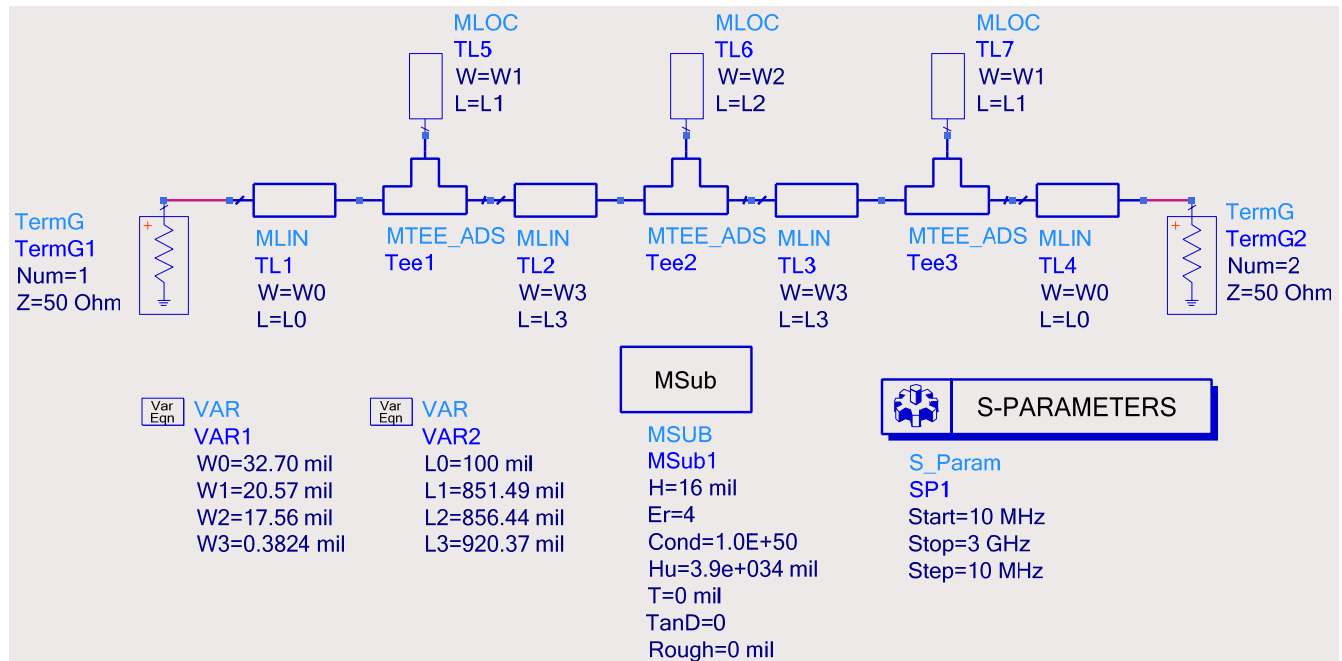 MLOC
TL5
W=W1
L=L1
MLOC
TL6
W=W2
L=L2
MLOC
TL7
W=W1
L=L1
TermG
TermG1
Num=1
Z=50 Ohm
+
MLIN
TL1
W=W0
L=L0
MTEE_ADS
Tee1
MLIN
TL2
W=W3
L=L3
MTEE_ADS
Tee2
MLIN
TL3
W=W3
L=L3
MTEE_ADS
Tee3
MLIN
TL4
W=W0
L=L0
+
TermG
TermG2
Num=2
Z=50 Ohm
Var
Eqn
VAR
VAR1
W0=32.70 mil
W1=20.57 mil
W2=17.56 mil
W3=0.3824 mil
Var
Eqn
VAR
VAR2
L0=100 mil
L1=851.49 mil
L2=856.44 mil
L3=920.37 mil
MSub
MSUB
MSub1
H=16 mil
Er=4
Cond=1.0E+50
Hu=3.9e+034 mil
T=0 mil
TanD=0
Rough=0 mil
S-PARAMETERS
S_Param
SP1
Start=10 MHz
Stop=3 GHz
Step=10 MHz